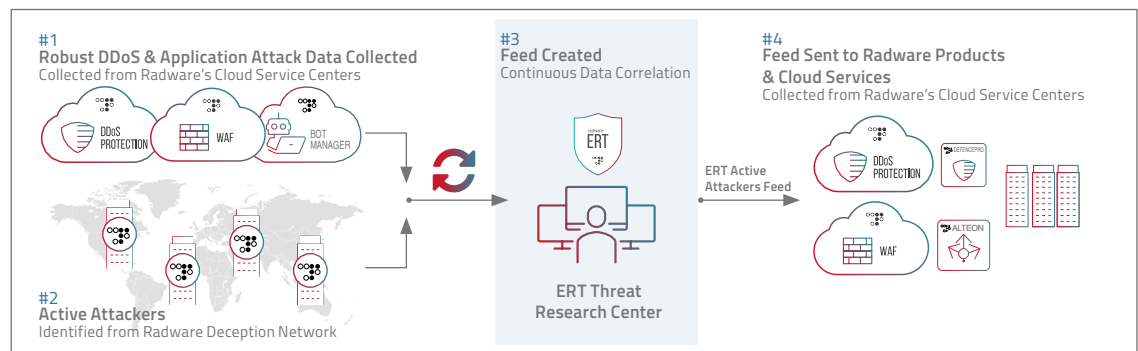 #1
Robust DDoS & Application Attack Data Collected
Collected from Radware's Cloud Service Centers
DDoS
PROTECTION
WAF
BOT
MANAGER
#2
Active Attackers
Identified from Radware Deception Network
#3
Feed Created
Continuous Data Correlation
radware
ERT
ERT Threat
Research Center
ERT Active
Attackers Feed
#4
Feed Sent to Radware Products
& Cloud Services
Collected from Radware's Cloud Service Centers
DDoS
PROTECTION
DEFENCEPRO
WAF
ALTEON